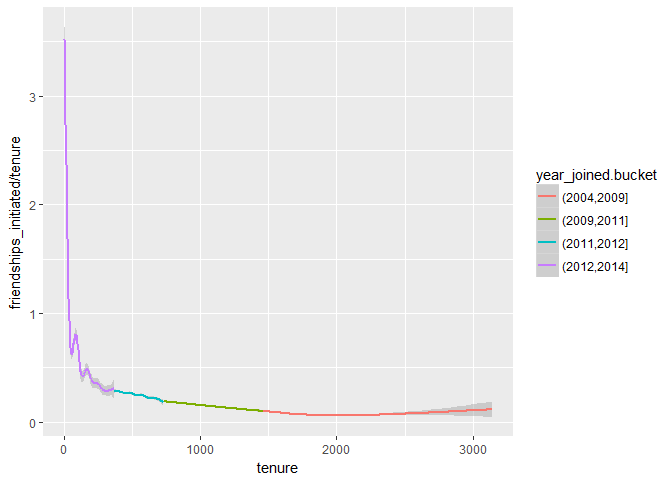 friendships_initiated/tenure
3
2
1
0
0 1000 2000 3000
tenure
year_joined.bucket
(2004,2009]
(2009,2011]
(2011,2012]
(2012,2014]